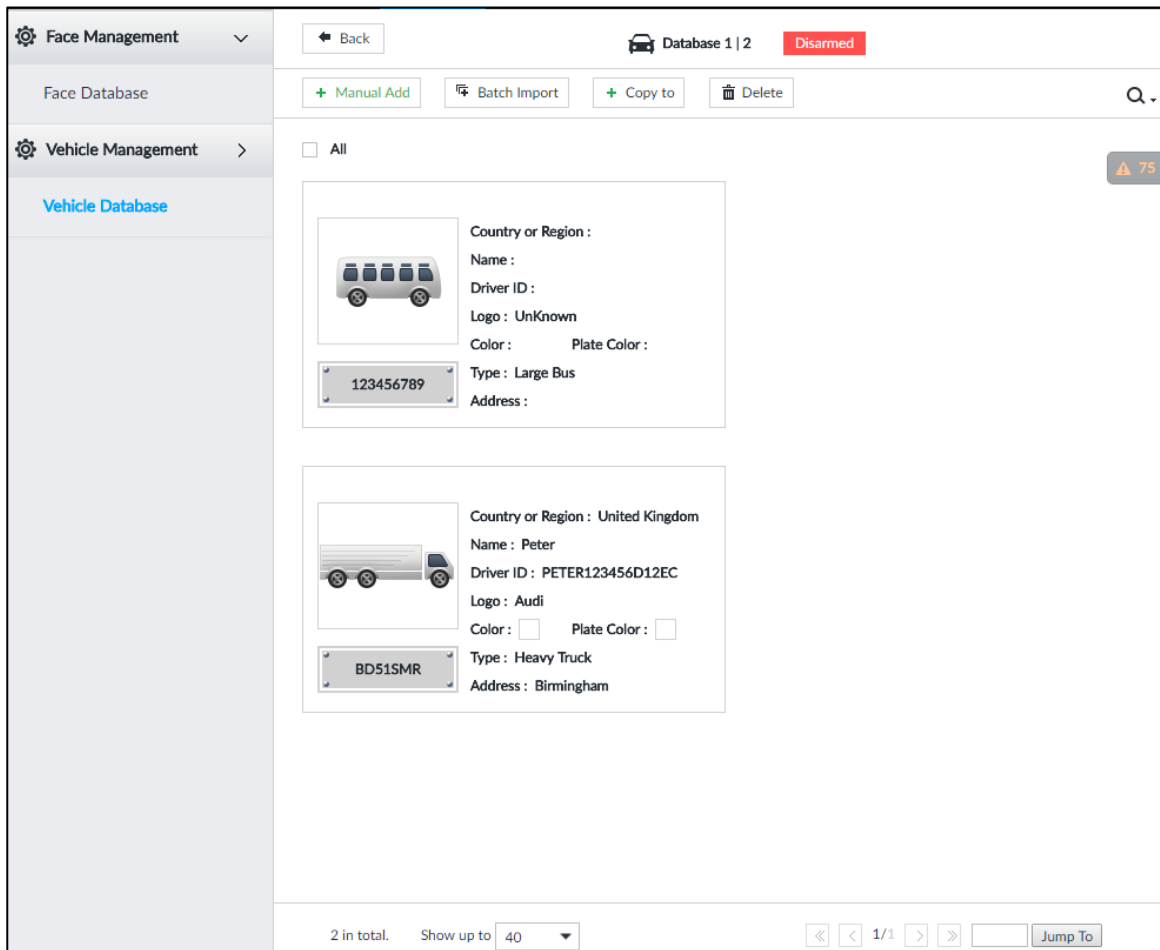 Face Management
Face Database
Vehicle Management
Vehicle Database
Back
Database 1 | 2
Disarmed
+ Manual Add
Batch Import
+ Copy to
Delete
All
75
Country or Region :
Name :
Driver ID :
Logo : UnKnown
Color : Plate Color :
Type : Large Bus
Address :
123456789
Country or Region : United Kingdom
Name : Peter
Driver ID : PETER123456D12EC
Logo : Audi
Color : Plate Color :
Type : Heavy Truck
Address : Birmingham
BD51SMR
2 in total. Show up to 40 1/1 Jump To